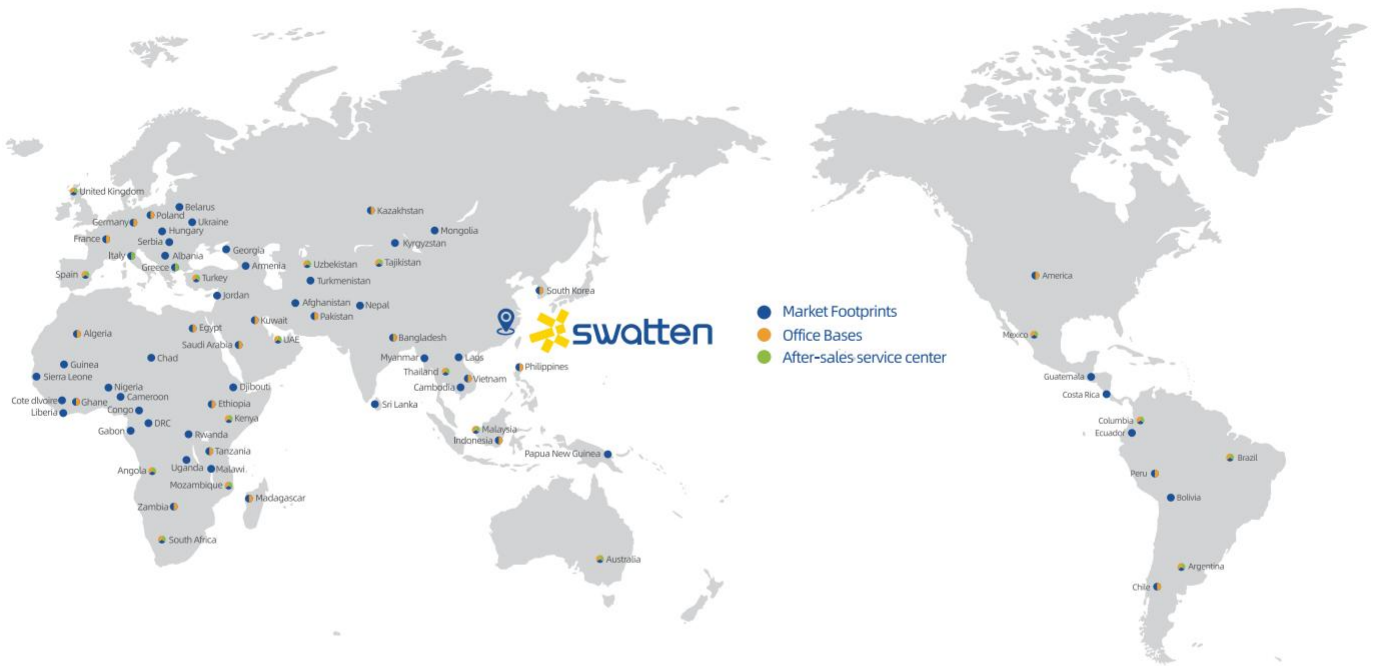 United Kingdom
Belarus
Poland
Germany
Ukraine
Hungary
France
Serbia
Georgia
Italy
Albania
Armenia
Greece
Spain
Turkey
Jordan
Kazakhstan
Mongolia
Kyrgyzstan
Uzbekistan
Tajikistan
Turkmenistan
Afghanistan
Nepal
Pakistan
South Korea
swatten
Market Footprints
Office Bases
After-sales service center
Algeria
Egypt
Kuwait
Saudi Arabia
UAE
Bangladesh
Chad
Guinea
Sierra Leone
Nigeria
Djibouti
Cameroon
Cote dlvoire
Ghane
Congo
Ethiopia
Liberia
DRC
Kenya
Gabon
Rwanda
Tanzania
Angola
Uganda
Malawi
Mozambique
Madagascar
Zambia
South Africa
Myanmar
Laos
Thailand
Vietnam
Cambodia
Philippines
Sri Lanka
Malaysia
Indonesia
Papua New Guinea
Australia
America
Mexico
Guatemala
Costa Rica
Columbia
Ecuador
Brazil
Peru
Bolivia
Argentina
Chile